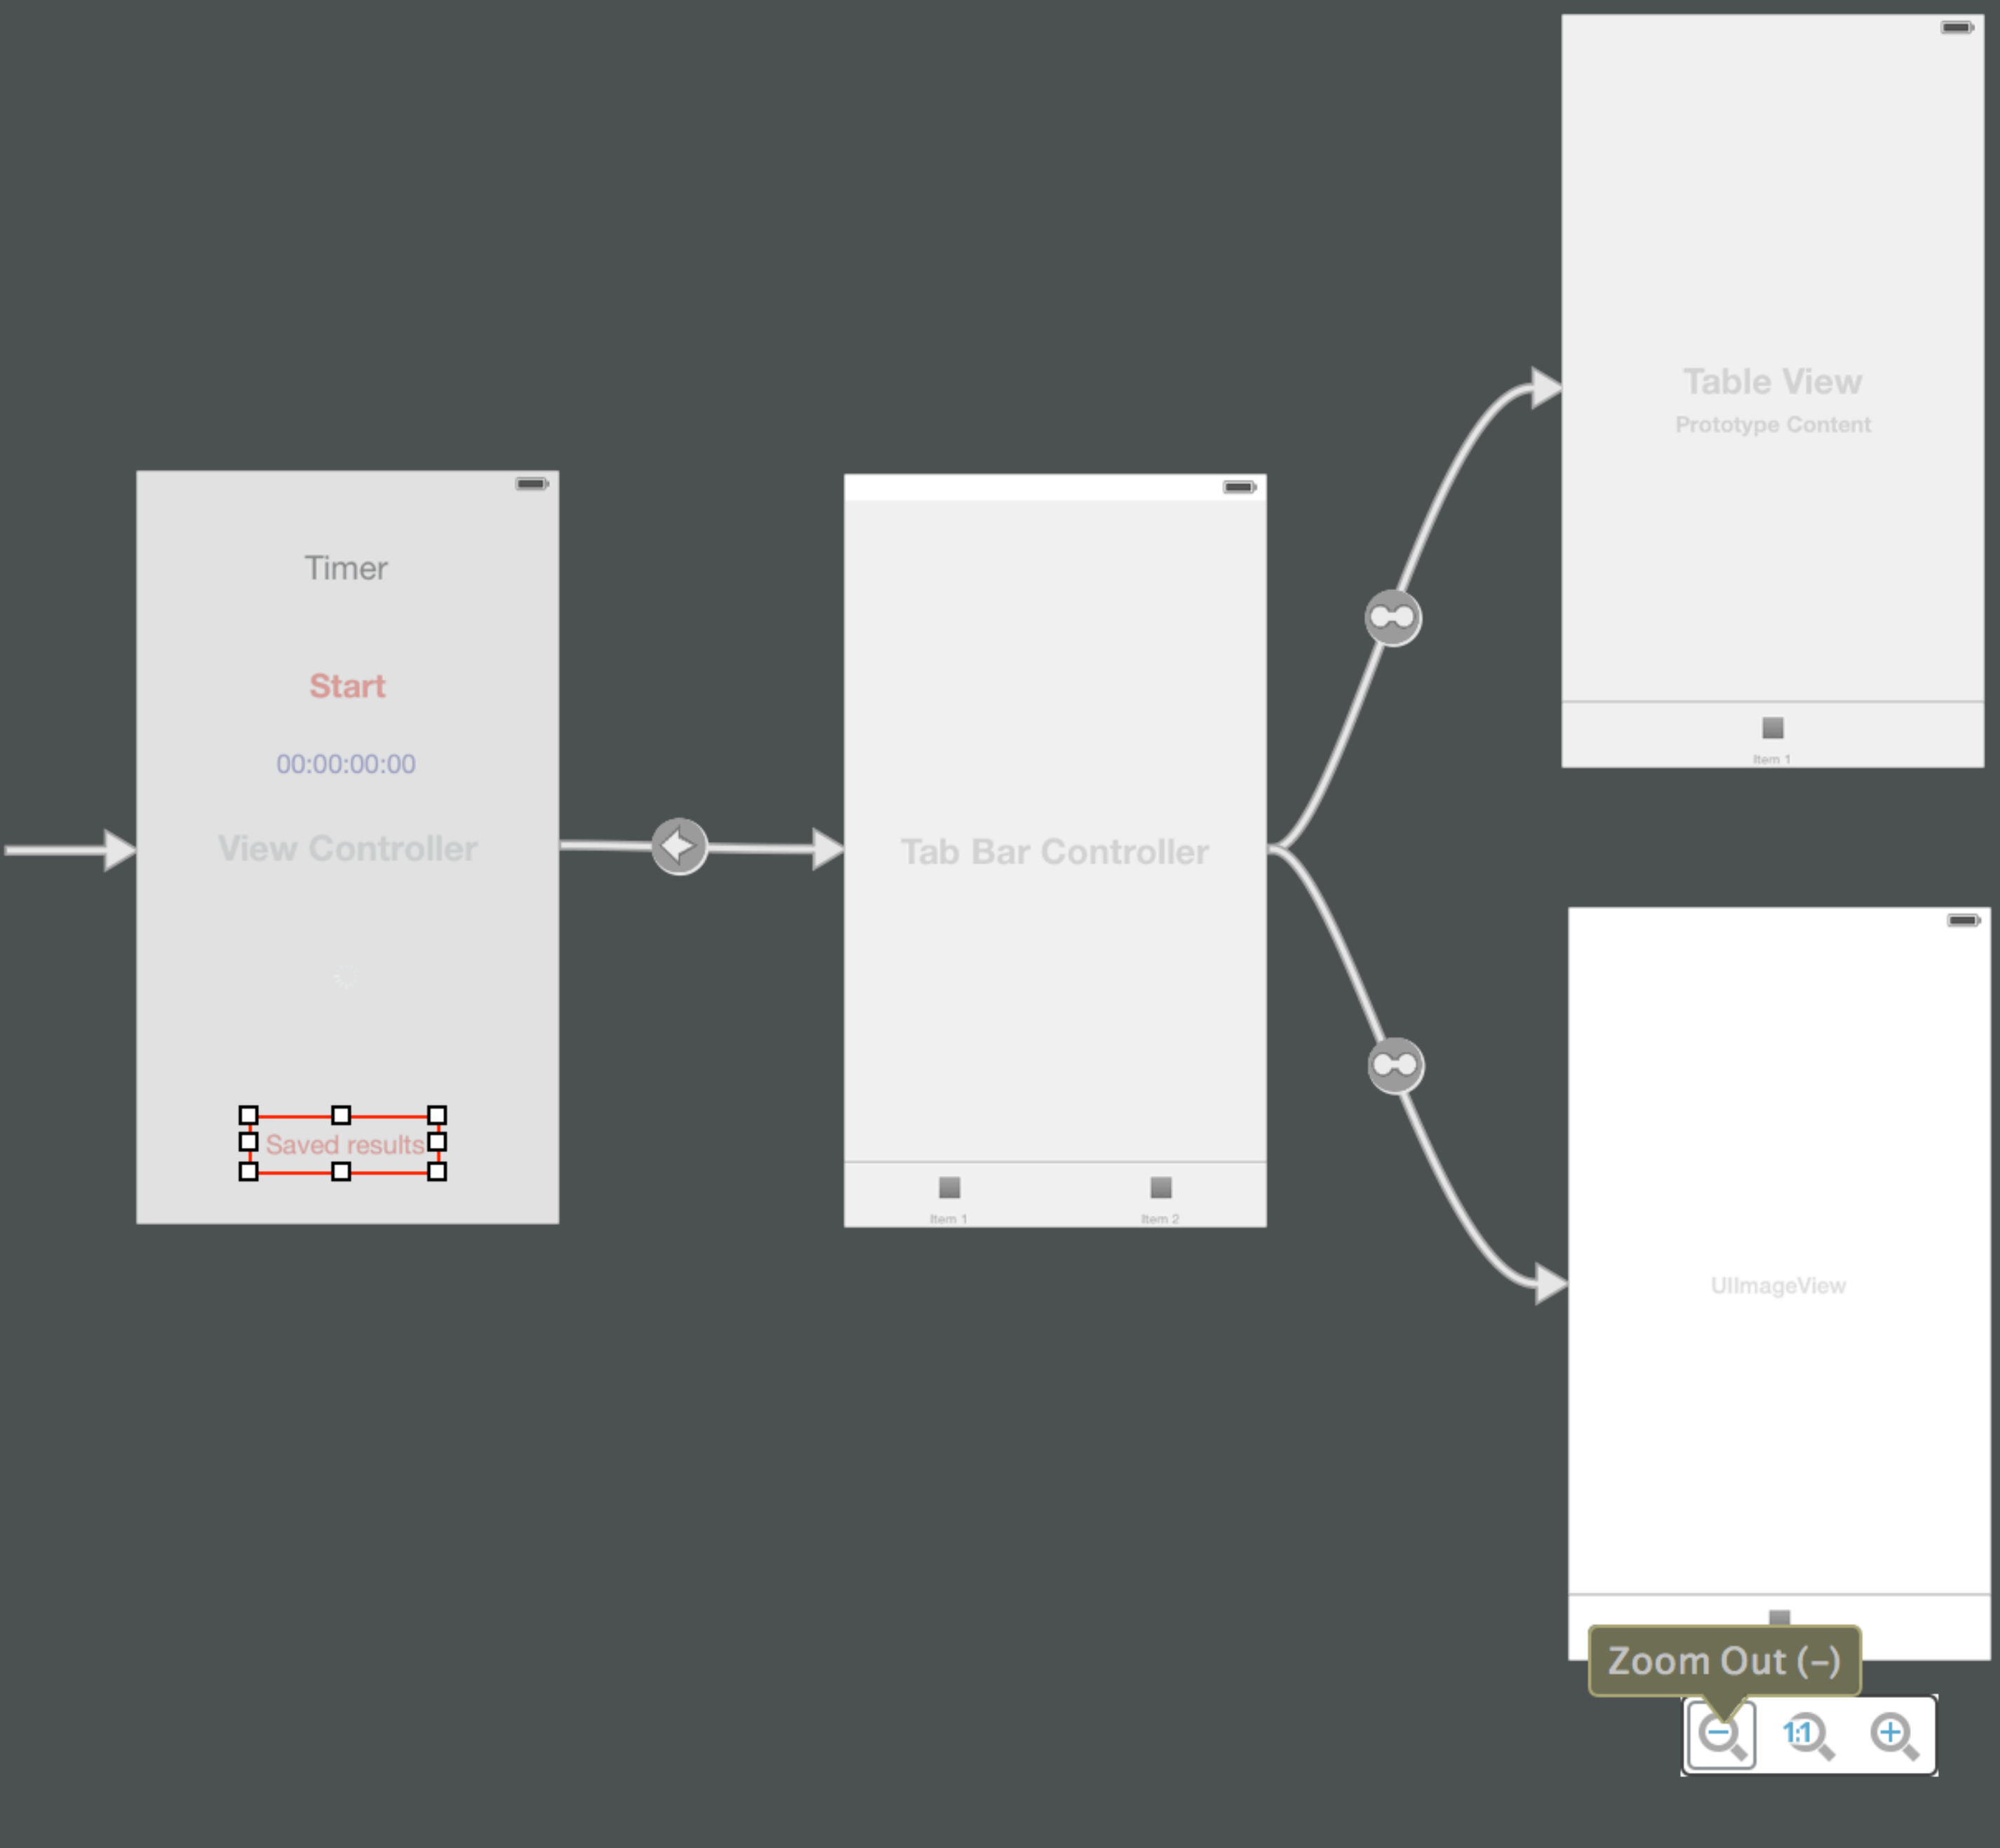 Timer
Start
00:00:00:00
View Controller
Saved results
Tab Bar Controller
Item 1
Item 2
Table View
Prototype Content
Item 1
UIImageView
Zoom Out (–)
1:1